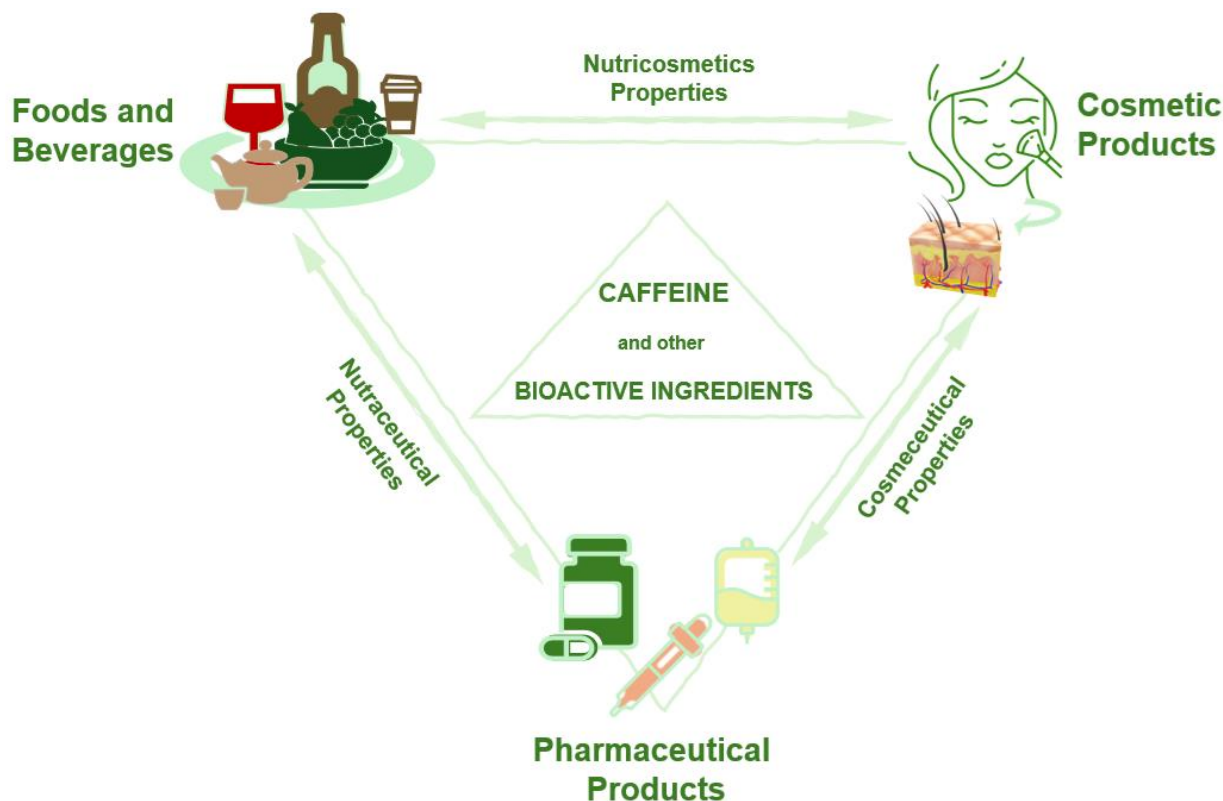 Nutricosmetics
Properties
Foods and
Beverages
Cosmetic
Products
CAFFEINE
and other
BIOACTIVE INGREDIENTS
Nutraceutical
Properties
Cosmeceutical
Properties
Pharmaceutical
Products